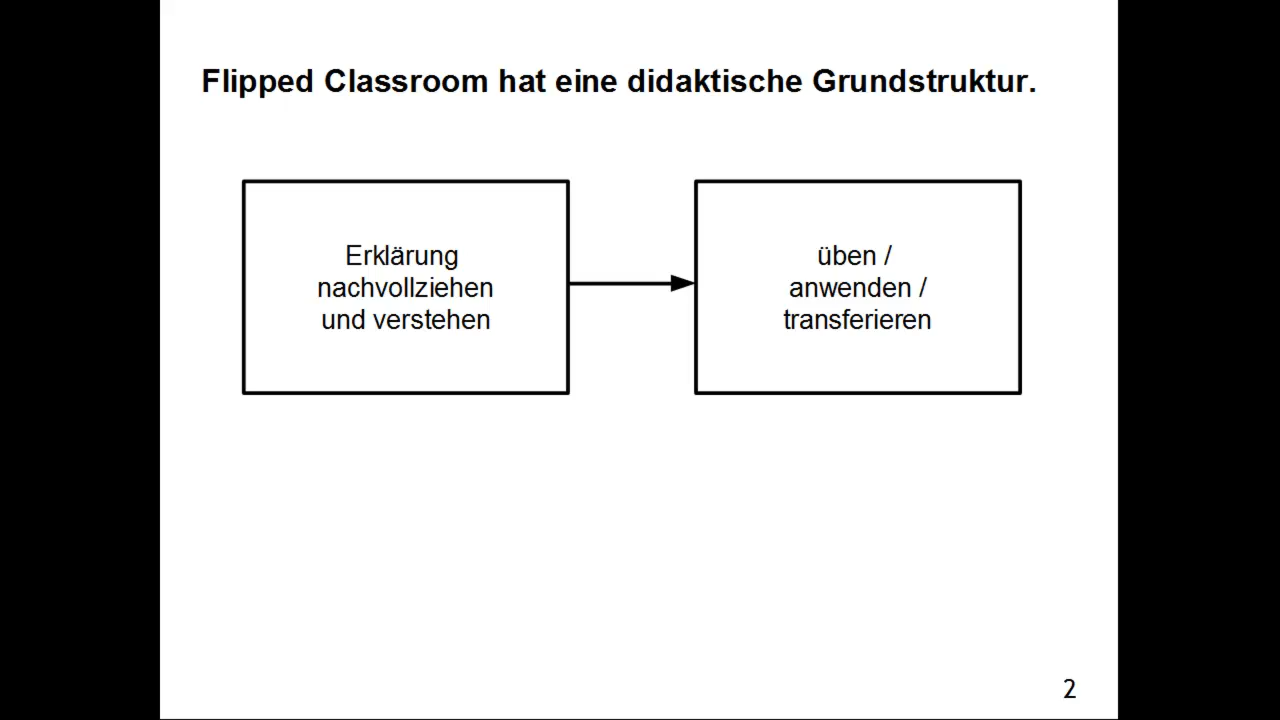 Flipped Classroom hat eine didaktische Grundstruktur.
Erklärung
nachvollziehen
und verstehen
üben /
anwenden /
transferieren
2